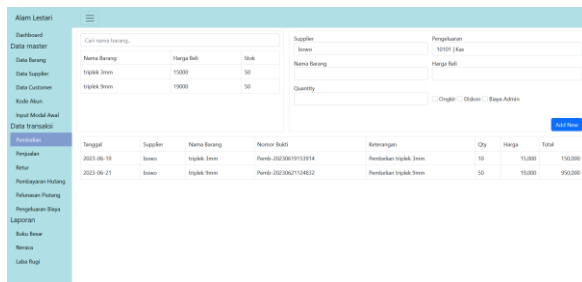 Alam Lestari
Dashboard
Data master
Data Barang
Data Supplier
Data Customer
Kode Akun
Input Modal Awal
Data transaksi
Pembelian
Penjualan
Retur
Pembayaran Hutang
Pelunasan Piutang
Pengeluaran Biaya
Laporan
Buku Besar
Neraca
Laba Rugi
Cari nama barang..
Nama Barang Harga Beli Stok
triplek 3mm 15000 50
triplek 9mm 19000 50
Supplier Pengeluaran
bowo 10101 | Kas
Nama Barang Harga Beli
Quantity
Ongkir Diskon Biaya Admin
Add New
Tanggal Supplier Nama Barang Nomor Bukti Keterangan Qty Harga Total
2023-06-19 bowo triplek 3mm Pemb-20230619153914 Pembelian triplek 3mm 10 15,000 150,000
2023-06-21 bowo triplek 9mm Pemb-20230621124832 Pembelian triplek 9mm 50 19,000 950,000